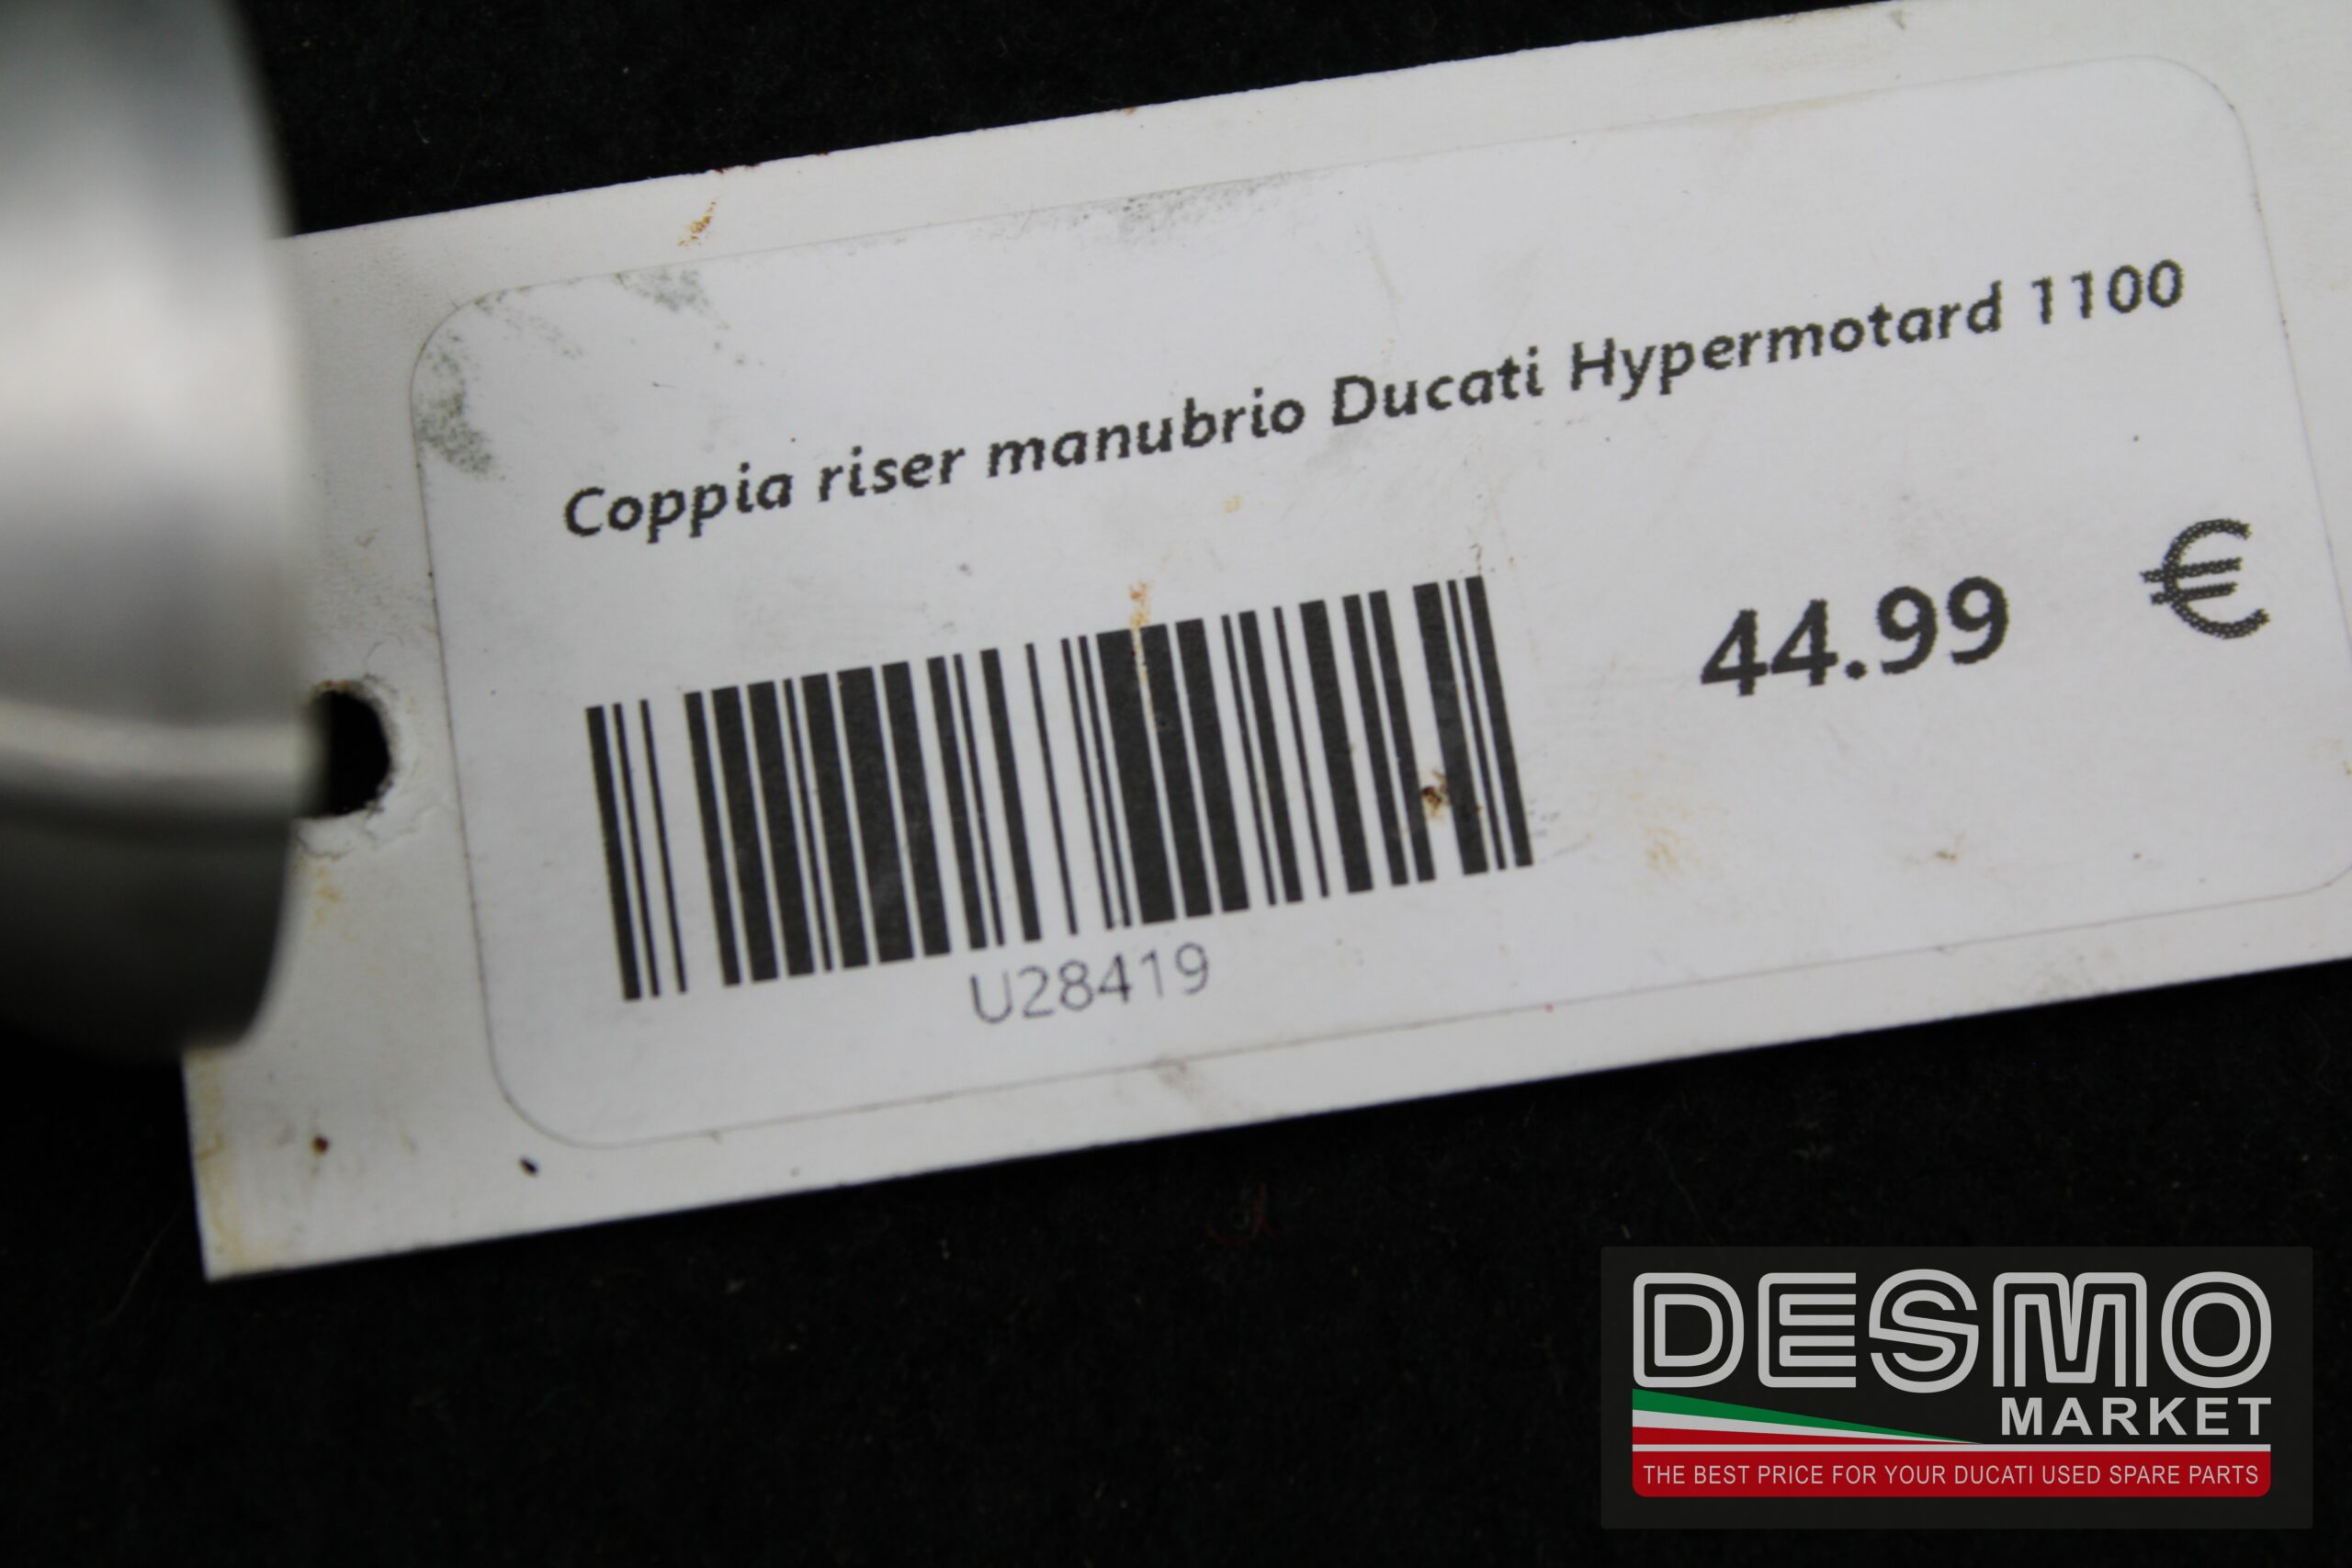 Coppia riser manubrio Ducati Hypermotard 1100
44.99 €
U28419
DESMO
MARKET
THE BEST PRICE FOR YOUR DUCATI USED SPARE PARTS